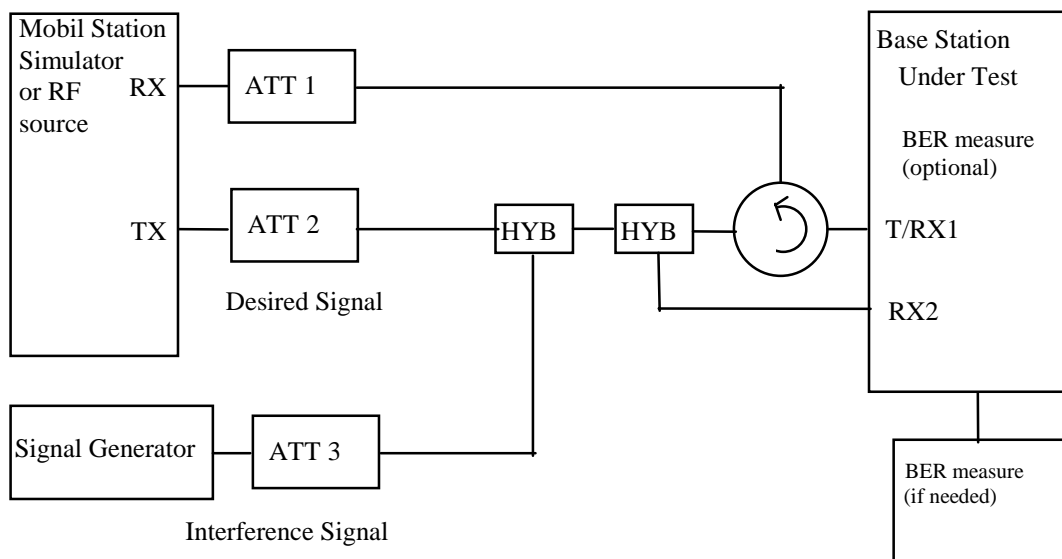 Mobil Station
Simulator
or RF
source
RX
TX
ATT 1
ATT 2
HYB
HYB
Desired Signal
Signal Generator
ATT 3
Interference Signal
Base Station
Under Test
BER measure
(optional)
T/RX1
RX2
BER measure
(if needed)